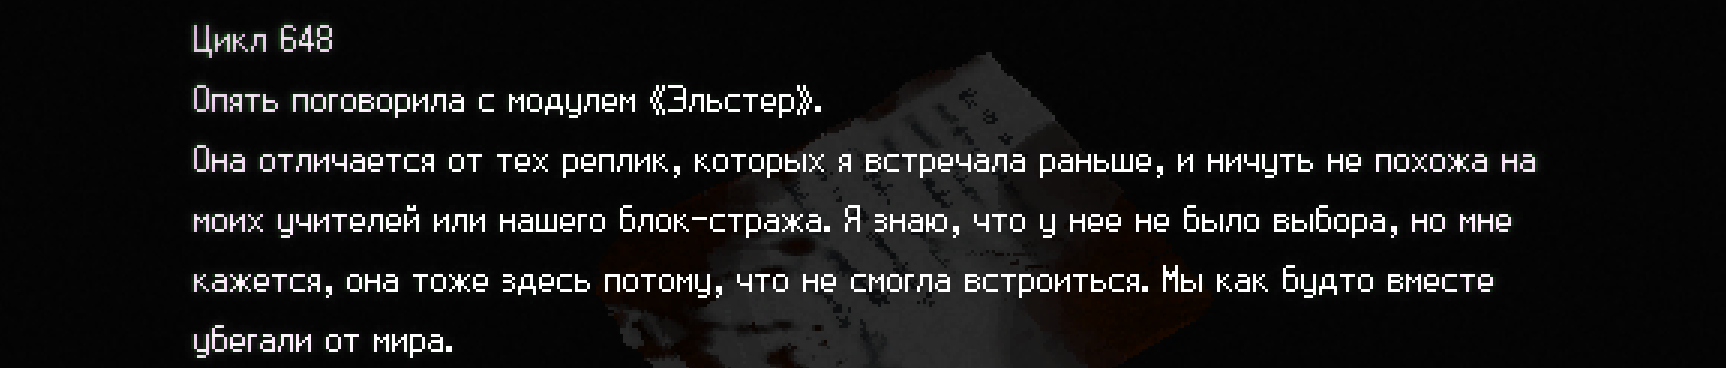 Цикл 648
Опять поговорила с модулем 《Эльстер》.
Она отличается от тех реплик, которых я встречала раньше, и ничуть не похожа на
моих учителей или нашего блок-стража. Я знаю, что у нее не было выбора, но мне
кажется, она тоже здесь потому, что не смогла встроиться. Мы как будто вместе
убегали от мира.